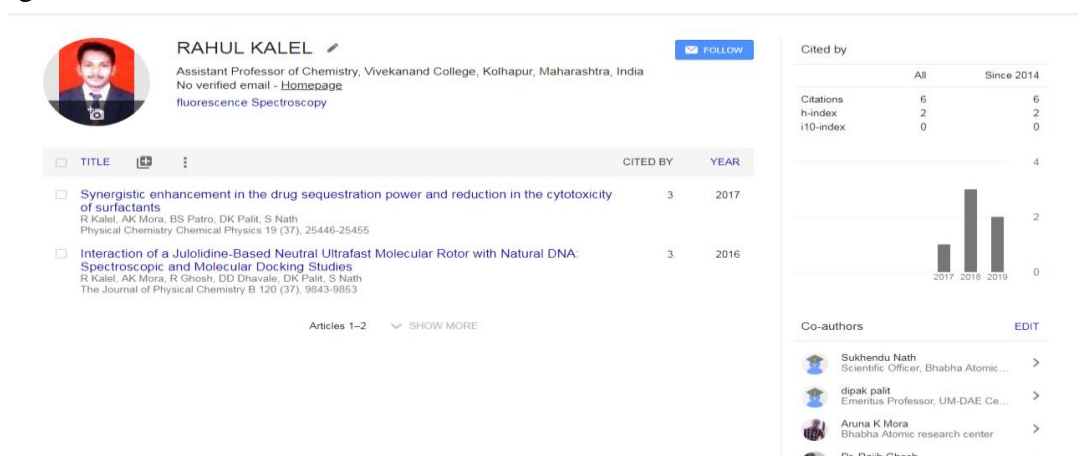 RAHUL KALEL
FOLLOW
Assistant Professor of Chemistry, Vivekanand College, Kolhapur, Maharashtra, India
No verified email - Homepage
fluorescence Spectroscopy
TITLE CITED BY YEAR
Synergistic enhancement in the drug sequestration power and reduction in the cytotoxicity 3 2017
of surfactants
R Kalel, AK Mora, BS Patro, DK Palit, S Nath
Physical Chemistry Chemical Physics 19 (37), 25446-25455
Interaction of a Julolidine-Based Neutral Ultrafast Molecular Rotor with Natural DNA: 3 2016
Spectroscopic and Molecular Docking Studies
R Kalel, AK Mora, R Ghosh, DD Dhavale, DK Palit, S Nath
The Journal of Physical Chemistry B 120 (37), 9843-9853
Articles 1–2 SHOW MORE
Cited by
All Since 2014
Citations 6 6
h-index 2 2
i10-index 0 0
4
2
0
2017 2018 2019
Co-authors EDIT
Sukhendu Nath
Scientific Officer, Bhabha Atomic...
dipak palit
Emeritus Professor, UM-DAE Ce...
Aruna K Mora
Bhabha Atomic research center